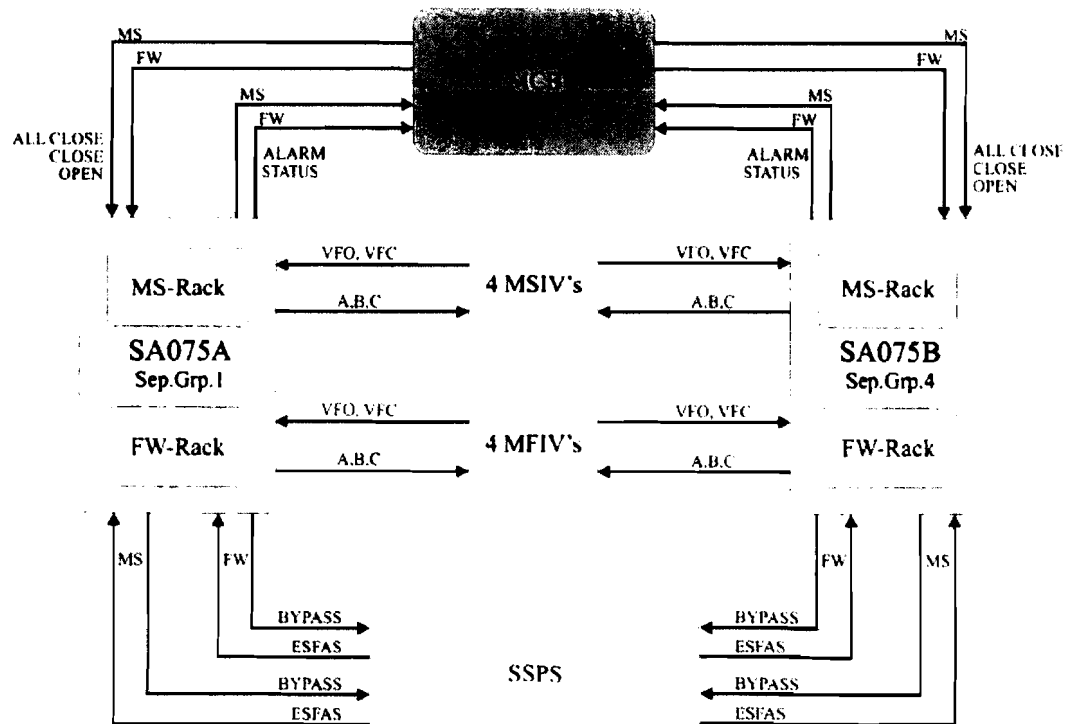 MS
MS
FW
FW
MS
MS
FW
FW
ALL CLOSE
CLOSE
OPEN
ALARM
STATUS
ALARM
STATUS
ALL CLOSE
CLOSE
OPEN
VFO, VFC
VFO, VFC
MS-Rack
4 MSIV's
MS-Rack
A,B,C
A,B,C
SA075A
Sep.Grp.1
SA075B
Sep.Grp.4
VFO, VFC
VFO, VFC
FW-Rack
4 MFIV's
FW-Rack
A,B,C
A,B,C
MS
FW
FW
MS
BYPASS
BYPASS
ESFAS
ESFAS
SSPS
BYPASS
BYPASS
ESFAS
ESFAS